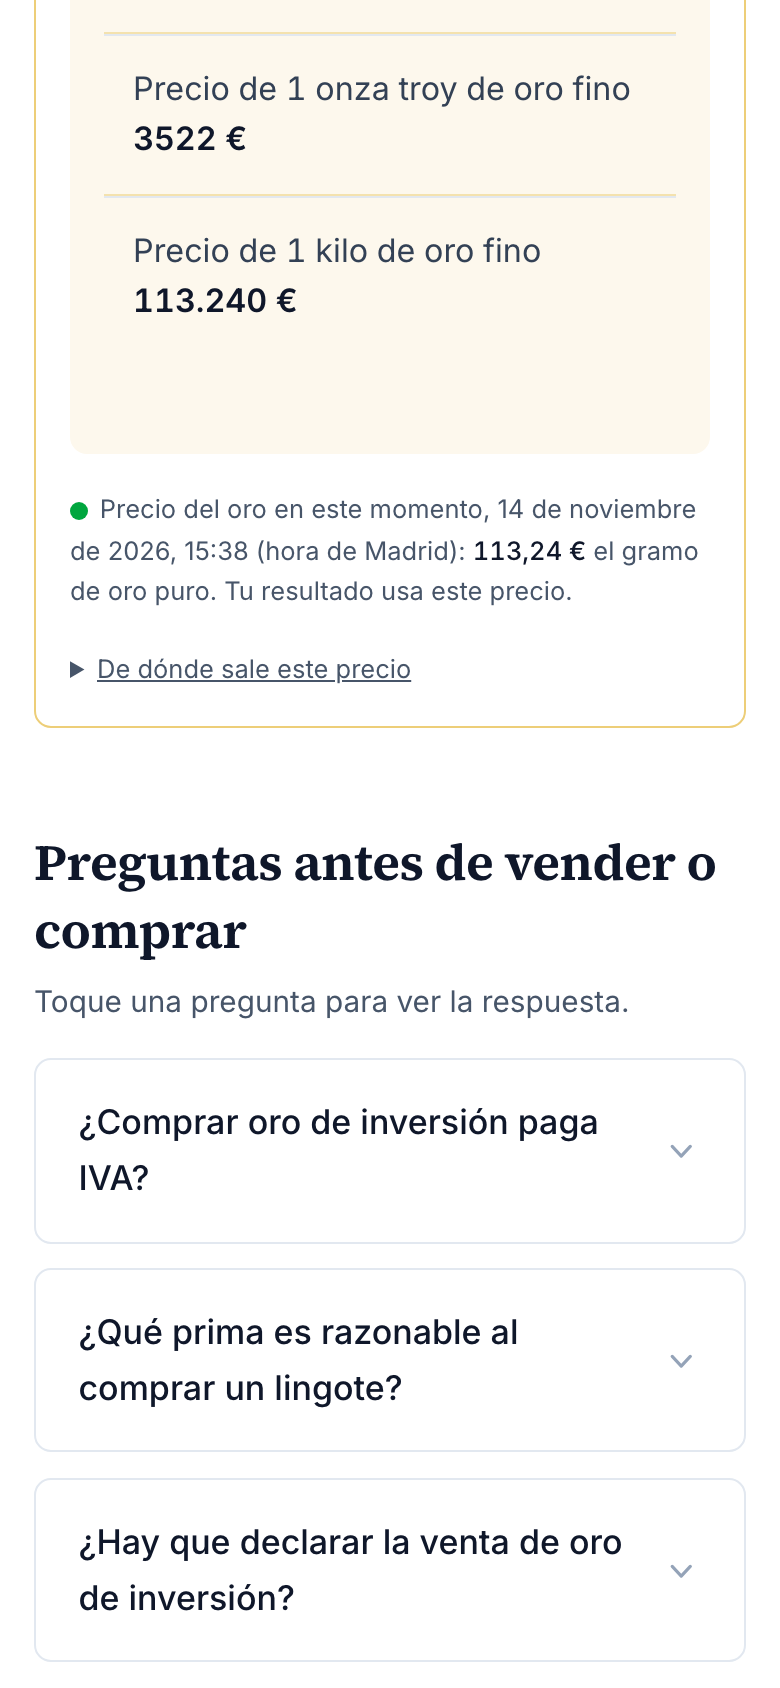 Precio de 1 onza troy de oro fino
3522 €
Precio de 1 kilo de oro fino
113.240 €
Precio del oro en este momento, 14 de noviembre
de 2026, 15:38 (hora de Madrid): 113,24 € el gramo
de oro puro. Tu resultado usa este precio.
De dónde sale este precio
Preguntas antes de vender o
comprar
Toque una pregunta para ver la respuesta.
¿Comprar oro de inversión paga
IVA?
¿Qué prima es razonable al
comprar un lingote?
¿Hay que declarar la venta de oro
de inversión?